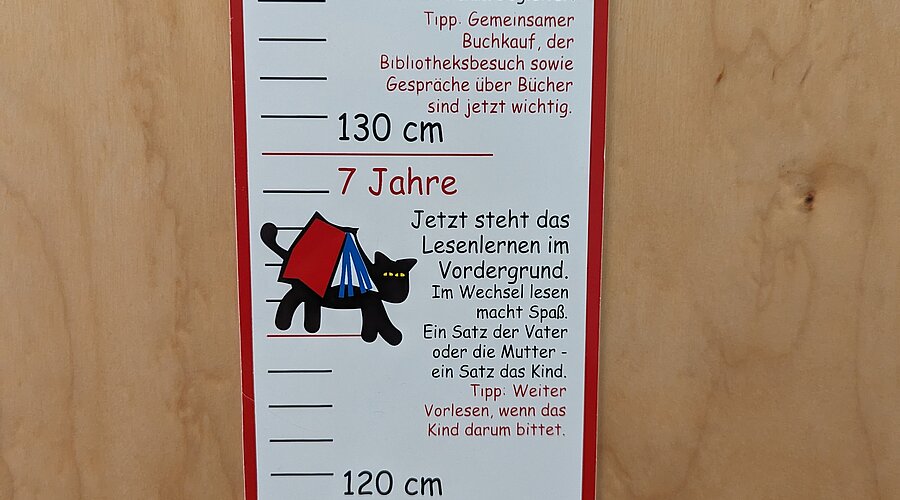 Tipp: Gemeinsamer
Buchkauf, der
Bibliotheksbesuch sowie
Gespräche über Bücher
sind jetzt wichtig.
130 cm
7 Jahre
Jetzt steht das
Lesenlernen im
Vordergrund.
Im Wechsel lesen
macht Spaß.
Ein Satz der Vater
oder die Mutter -
ein Satz das Kind.
Tipp: Weiter
Vorlesen, wenn das
Kind darum bittet.
120 cm